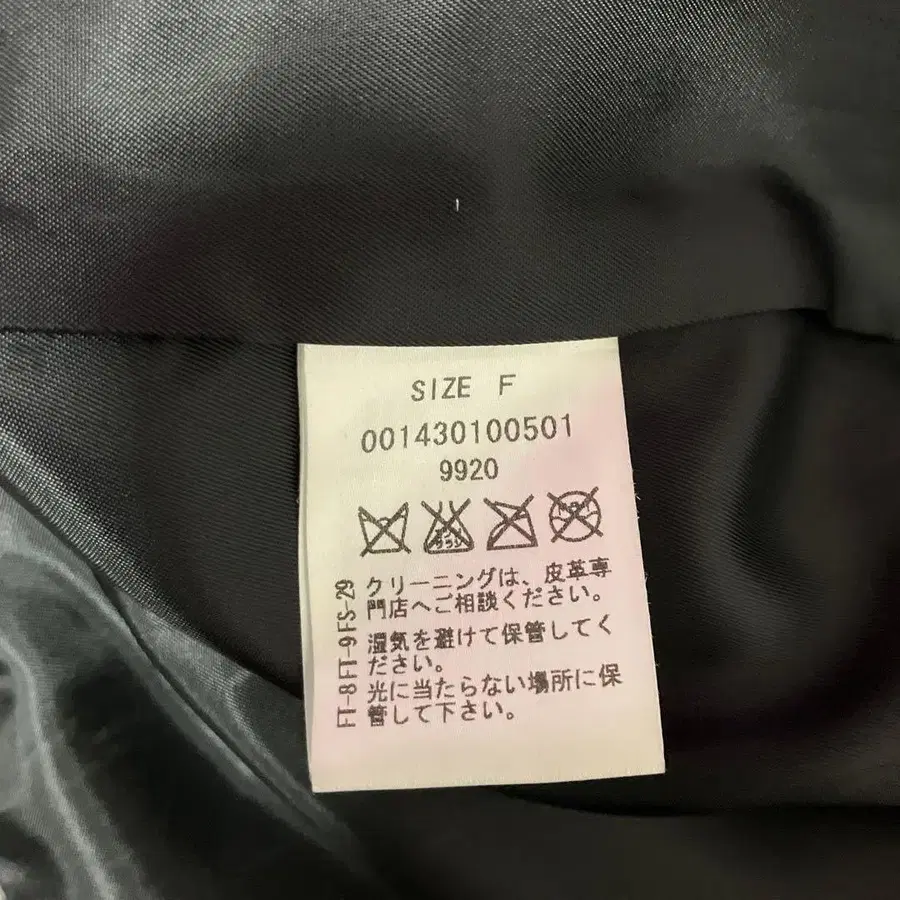 SIZE F
001430100501
9920
クリーニングは、皮革専
門店へご相談ください。
湿気を避けて保管してく
ださい。
光に当たらない場所に保
管して下さい。
FT-8FT-9FS-29